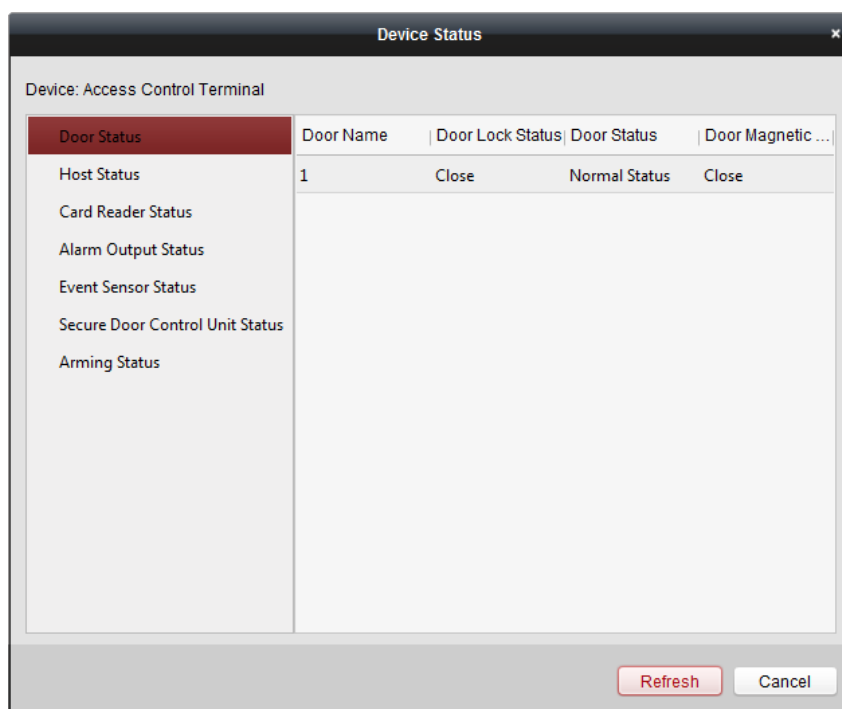 Device Status
×
Device: Access Control Terminal
Door Status
Host Status
Card Reader Status
Alarm Output Status
Event Sensor Status
Secure Door Control Unit Status
Arming Status
Door Name Door Lock Status Door Status Door Magnetic ...
1 Close Normal Status Close
Refresh Cancel